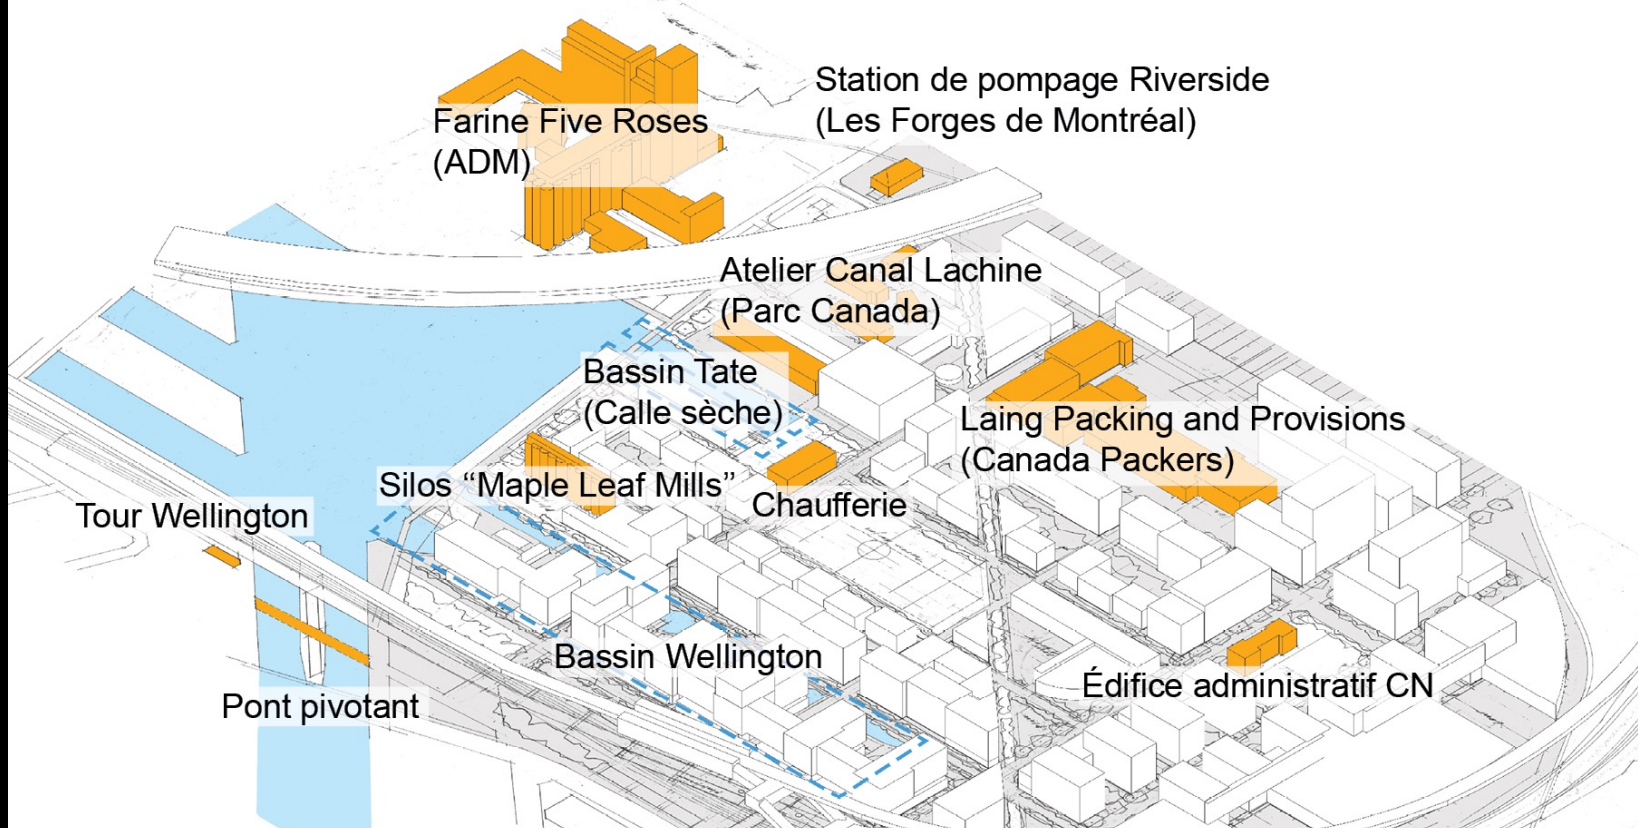 Station de pompage Riverside
(Les Forges de Montréal)
Farine Five Roses
(ADM)
Atelier Canal Lachine
(Parc Canada)
Bassin Tate
(Calle sèche)
Laing Packing and Provisions
(Canada Packers)
Silos “Maple Leaf Mills”
Chaufferie
Tour Wellington
Bassin Wellington
Édifice administratif CN
Pont pivotant